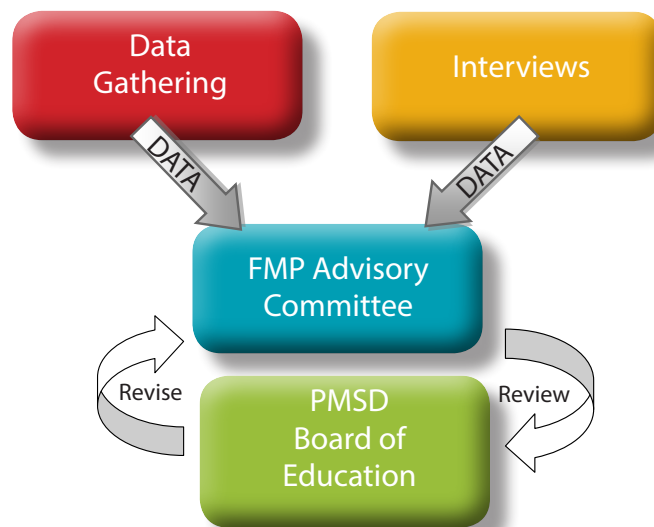 Data
Gathering
Interviews
DATA
DATA
FMP Advisory
Committee
Revise
Review
PMSD
Board of
Education